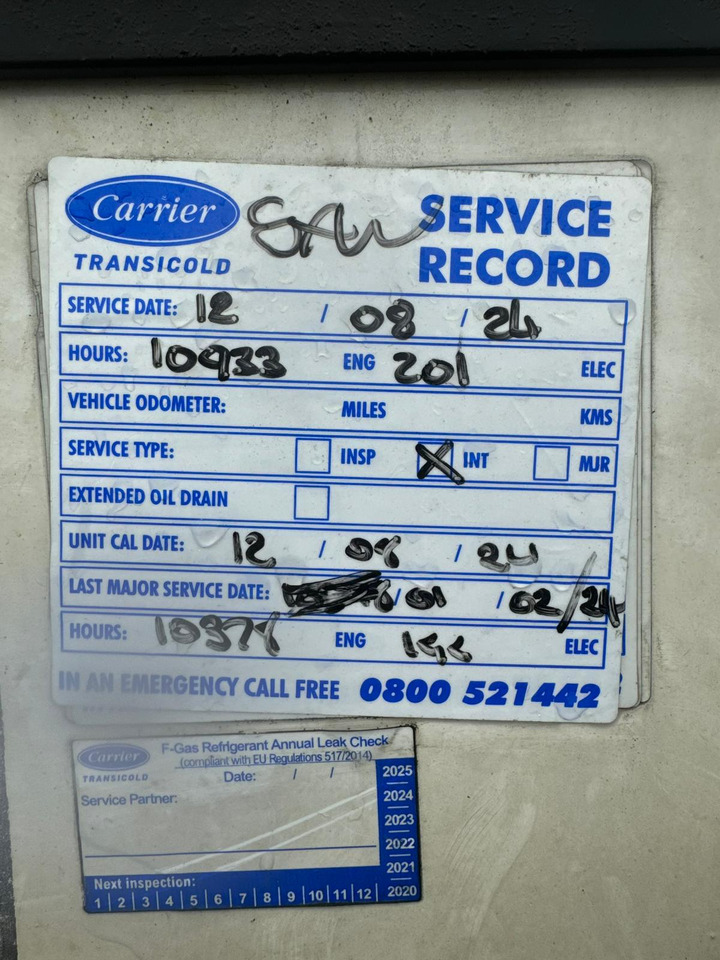 Carrier SERVICE
TRANSICOLD RECORD
SERVICE DATE: 12 / 08 / 24
HOURS: 10933 ENG 201 ELEC
VEHICLE ODOMETER: MILES KMS
SERVICE TYPE: INSP X INT MJR
EXTENDED OIL DRAIN
UNIT CAL DATE: 12 / 08 / 24
LAST MAJOR SERVICE DATE: / 01 / 02/24
HOURS: ENG ELEC
IN AN EMERGENCY CALL FREE 0800 521442
Carrier F-Gas Refrigerant Annual Leak Check
TRANSICOLD (compliant with EU Regulations 517/2014)
Date: / / 2025
Service Partner: 2024
2023
2022
2021
Next inspection: 2020
1 2 3 4 5 6 7 8 9 10 11 12